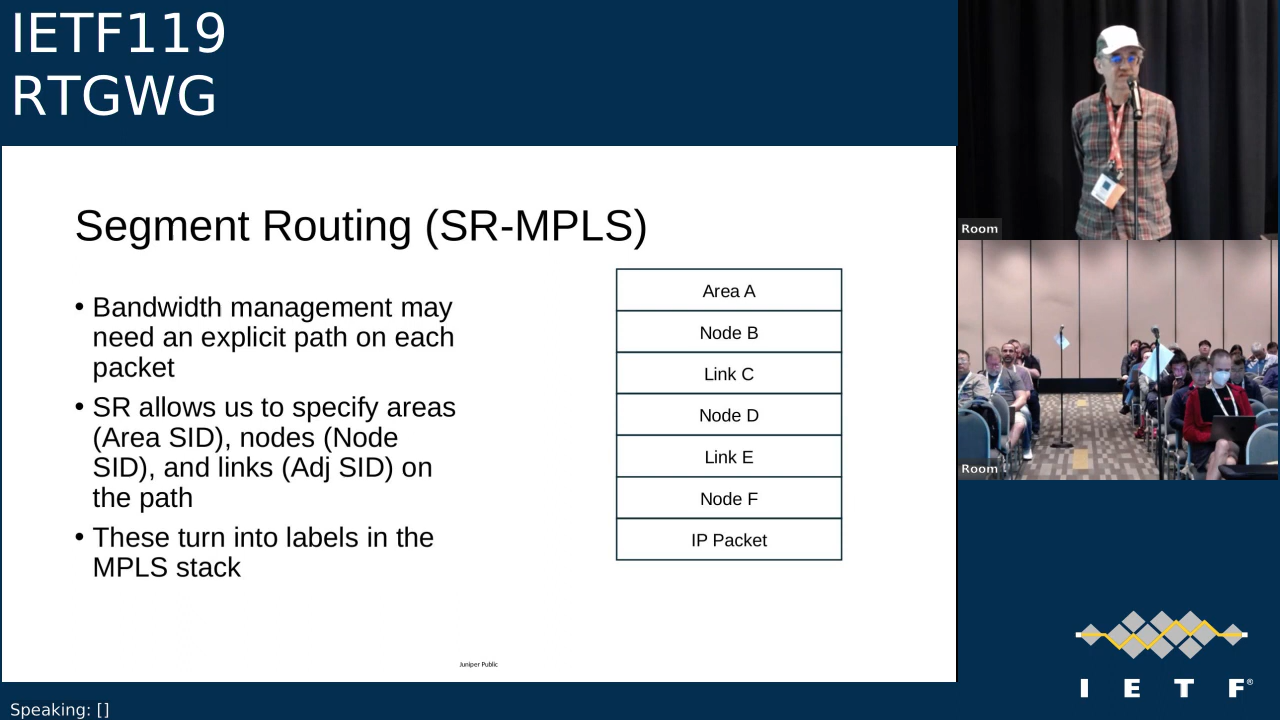 IETF119
RTGWG
Segment Routing (SR-MPLS)
• Bandwidth management may
need an explicit path on each
packet
• SR allows us to specify areas
(Area SID), nodes (Node
SID), and links (Adj SID) on
the path
• These turn into labels in the
MPLS stack
Area A
Node B
Link C
Node D
Link E
Node F
IP Packet
Juniper Public
Room
Room
I E T F®
Speaking: []